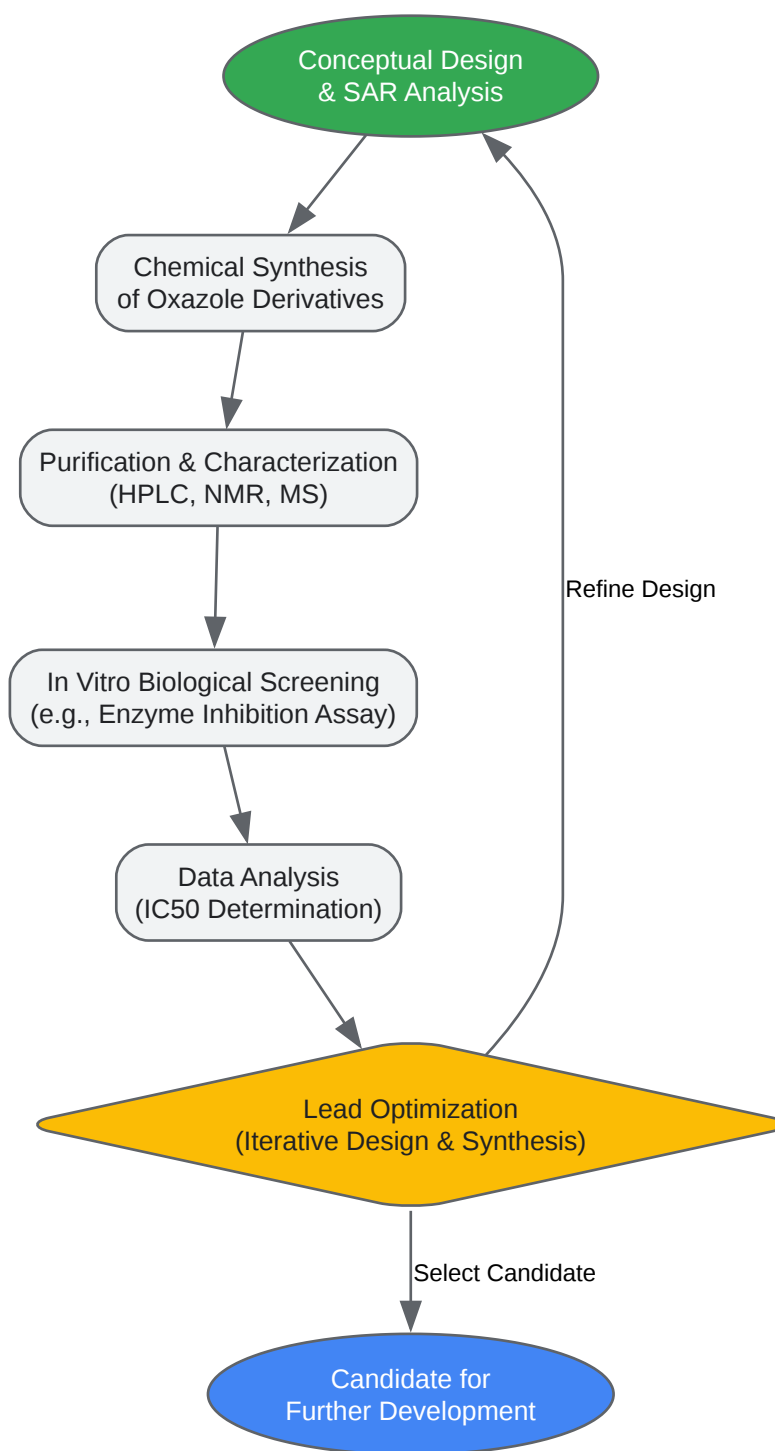 Conceptual Design
& SAR Analysis
Chemical Synthesis
of Oxazole Derivatives
Purification & Characterization
(HPLC, NMR, MS)
Refine Design
In Vitro Biological Screening
(e.g., Enzyme Inhibition Assay)
Data Analysis
(IC50 Determination)
Lead Optimization
(Iterative Design & Synthesis)
Select Candidate
Candidate for
Further Development